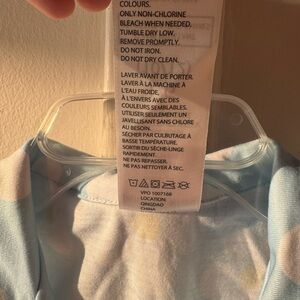 COLOURS.
ONLY NON-CHLORINE
BLEACH WHEN NEEDED.
TUMBLE DRY LOW.
REMOVE PROMPTLY.
DO NOT IRON.
DO NOT DRY CLEAN.
LAVER AVANT DE PORTER.
LAVER À LA MACHINE À
L'EAU FROIDE,
À L'ENVERS AVEC DES
COULEURS SEMBLABLES.
UTILISER SEULEMENT UN
JAVELLISANT SANS CHLORE
AU BESOIN.
SÉCHER PAR CULBUTAGE À
BASSE TEMPÉRATURE.
SORTIR DU SÈCHE-LINGE
RAPIDEMENT.
NE PAS REPASSER.
NE PAS NETTOYER À SEC.
VPO 1007168
LOCATION
QINGDAO
CHINA